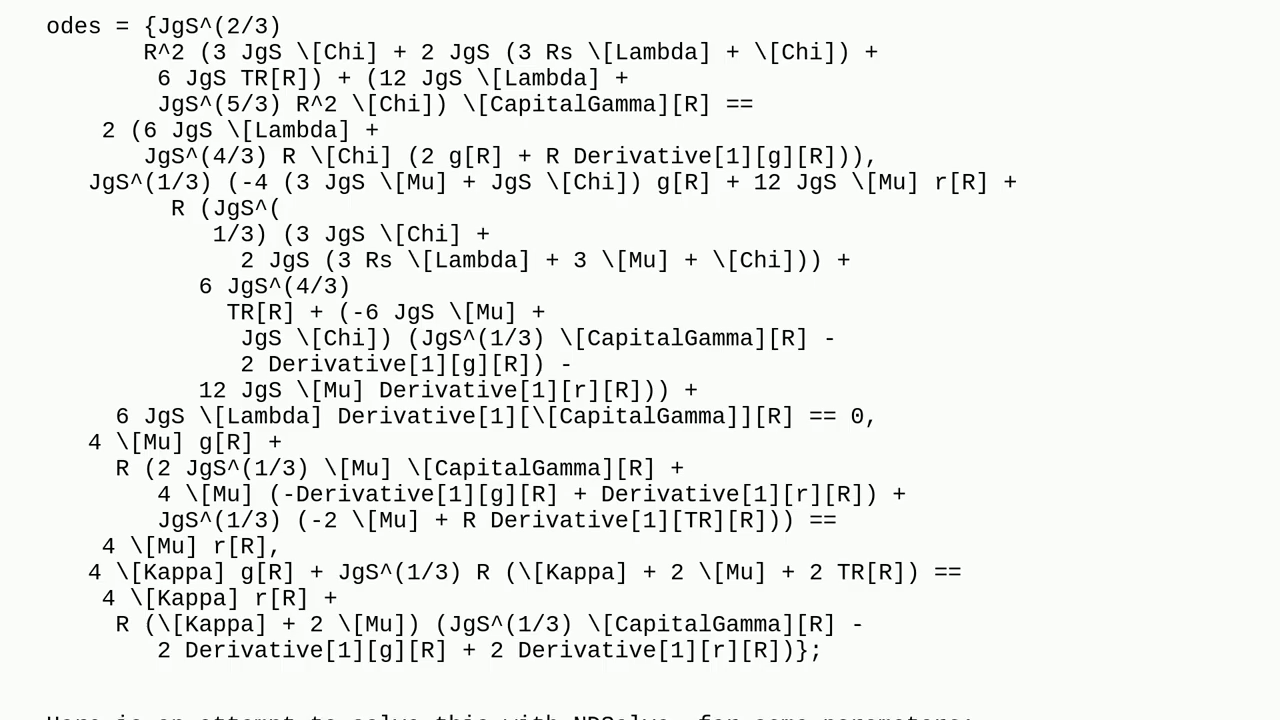 odes = {JgS^(2/3)
R^2 (3 JgS \[Chi] + 2 JgS (3 Rs \[Lambda] + \[Chi]) +
6 JgS TR[R]) + (12 JgS \[Lambda] +
JgS^(5/3) R^2 \[Chi]) \[CapitalGamma][R] ==
2 (6 JgS \[Lambda] +
JgS^(4/3) R \[Chi] (2 g[R] + R Derivative[1][g][R])),
JgS^(1/3) (-4 (3 JgS \[Mu] + JgS \[Chi]) g[R] + 12 JgS \[Mu] r[R] +
R (JgS^(
1/3) (3 JgS \[Chi] +
2 JgS (3 Rs \[Lambda] + 3 \[Mu] + \[Chi])) +
6 JgS^(4/3)
TR[R] + (-6 JgS \[Mu] +
JgS \[Chi]) (JgS^(1/3) \[CapitalGamma][R] -
2 Derivative[1][g][R]) -
12 JgS \[Mu] Derivative[1][r][R])) +
6 JgS \[Lambda] Derivative[1][\[CapitalGamma]][R] == 0,
4 \[Mu] g[R] +
R (2 JgS^(1/3) \[Mu] \[CapitalGamma][R] +
4 \[Mu] (-Derivative[1][g][R] + Derivative[1][r][R]) +
JgS^(1/3) (-2 \[Mu] + R Derivative[1][TR][R])) ==
4 \[Mu] r[R],
4 \[Kappa] g[R] + JgS^(1/3) R (\[Kappa] + 2 \[Mu] + 2 TR[R]) ==
4 \[Kappa] r[R] +
R (\[Kappa] + 2 \[Mu]) (JgS^(1/3) \[CapitalGamma][R] -
2 Derivative[1][g][R] + 2 Derivative[1][r][R])};